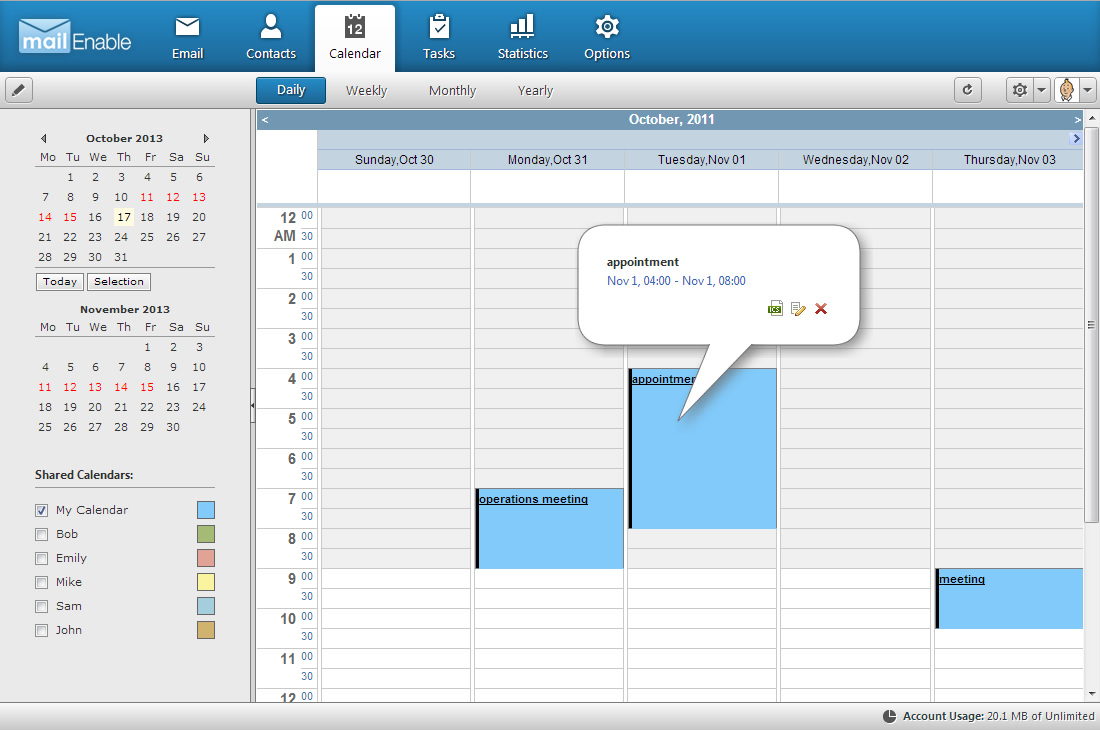 mailEnable
Email Contacts Calendar Tasks Statistics Options
12
Daily Weekly Monthly Yearly
October 2013
Mo Tu We Th Fr Sa Su
1 2 3 4 5 6
7 8 9 10 11 12 13
14 15 16 17 18 19 20
21 22 23 24 25 26 27
28 29 30 31
Today Selection
November 2013
Mo Tu We Th Fr Sa Su
1 2 3
4 5 6 7 8 9 10
11 12 13 14 15 16 17
18 19 20 21 22 23 24
25 26 27 28 29 30
Shared Calendars:
My Calendar
Bob
Emily
Mike
Sam
John
< October, 2011 >
>
Sunday,Oct 30 Monday,Oct 31 Tuesday,Nov 01 Wednesday,Nov 02 Thursday,Nov 03
12 00
AM 30
1 00
30
2 00
30
3 00
30
4 00
30
5 00
30
6 00
30
7 00
30
8 00
30
9 00
30
10 00
30
11 00
30
12 00
appointment
Nov 1, 04:00 - Nov 1, 08:00
ICS
appointmen
operations meeting
meeting
Account Usage: 20.1 MB of Unlimited